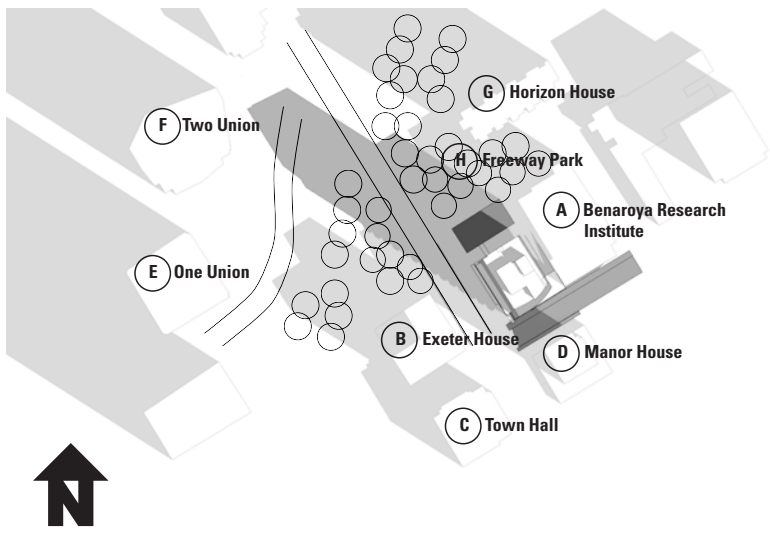 G Horizon House
F Two Union
H Freeway Park
A Benaroya Research
Institute
E One Union
B Exeter House
D Manor House
C Town Hall
N